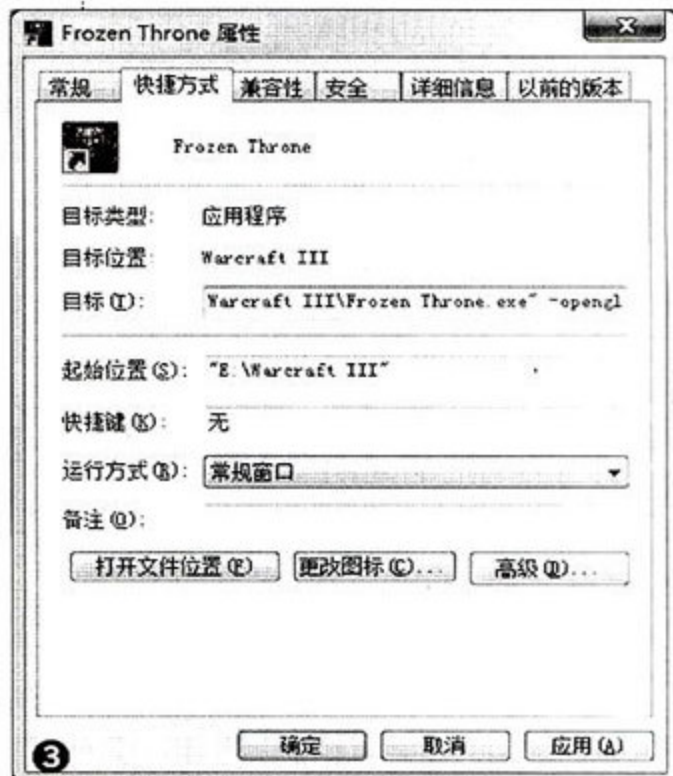 Frozen Throne 属性
常规 快捷方式 兼容性 安全 详细信息 以前的版本
Frozen Throne
目标类型: 应用程序
目标位置: Warcraft III
目标(T): Warcraft III\Frozen Throne.exe" -opengl
起始位置(S): "E:\Warcraft III"
快捷键(K): 无
运行方式(R): 常规窗口
备注(O):
打开文件位置(F) 更改图标(C)... 高级(D)...
3 确定 取消 应用(A)